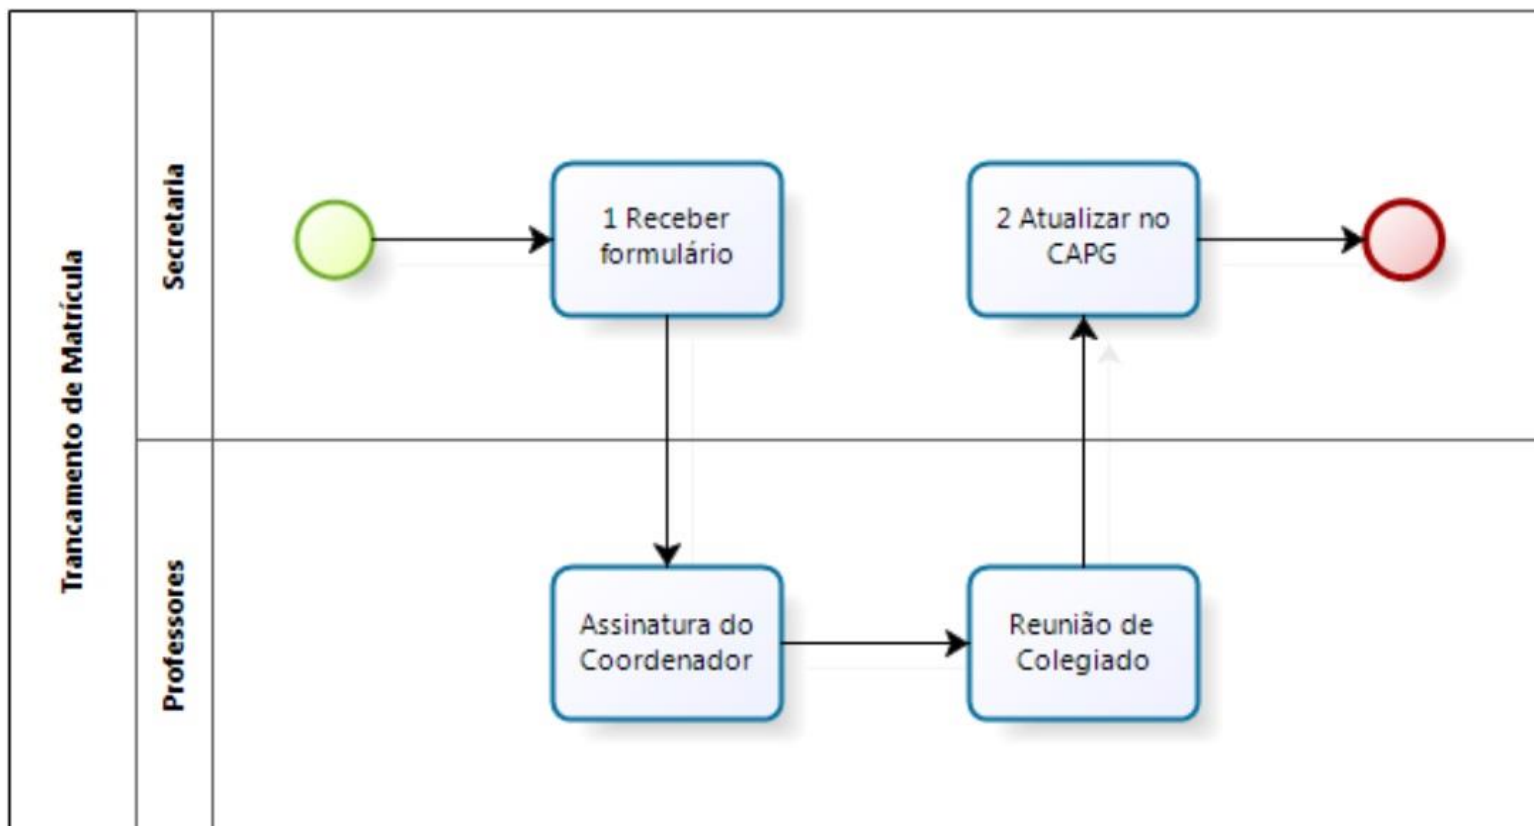 Trancamento de Matrícula
Secretaria
1 Receber
formulário
2 Atualizar no
CAPG
Professores
Assinatura do
Coordenador
Reunião de
Colegiado